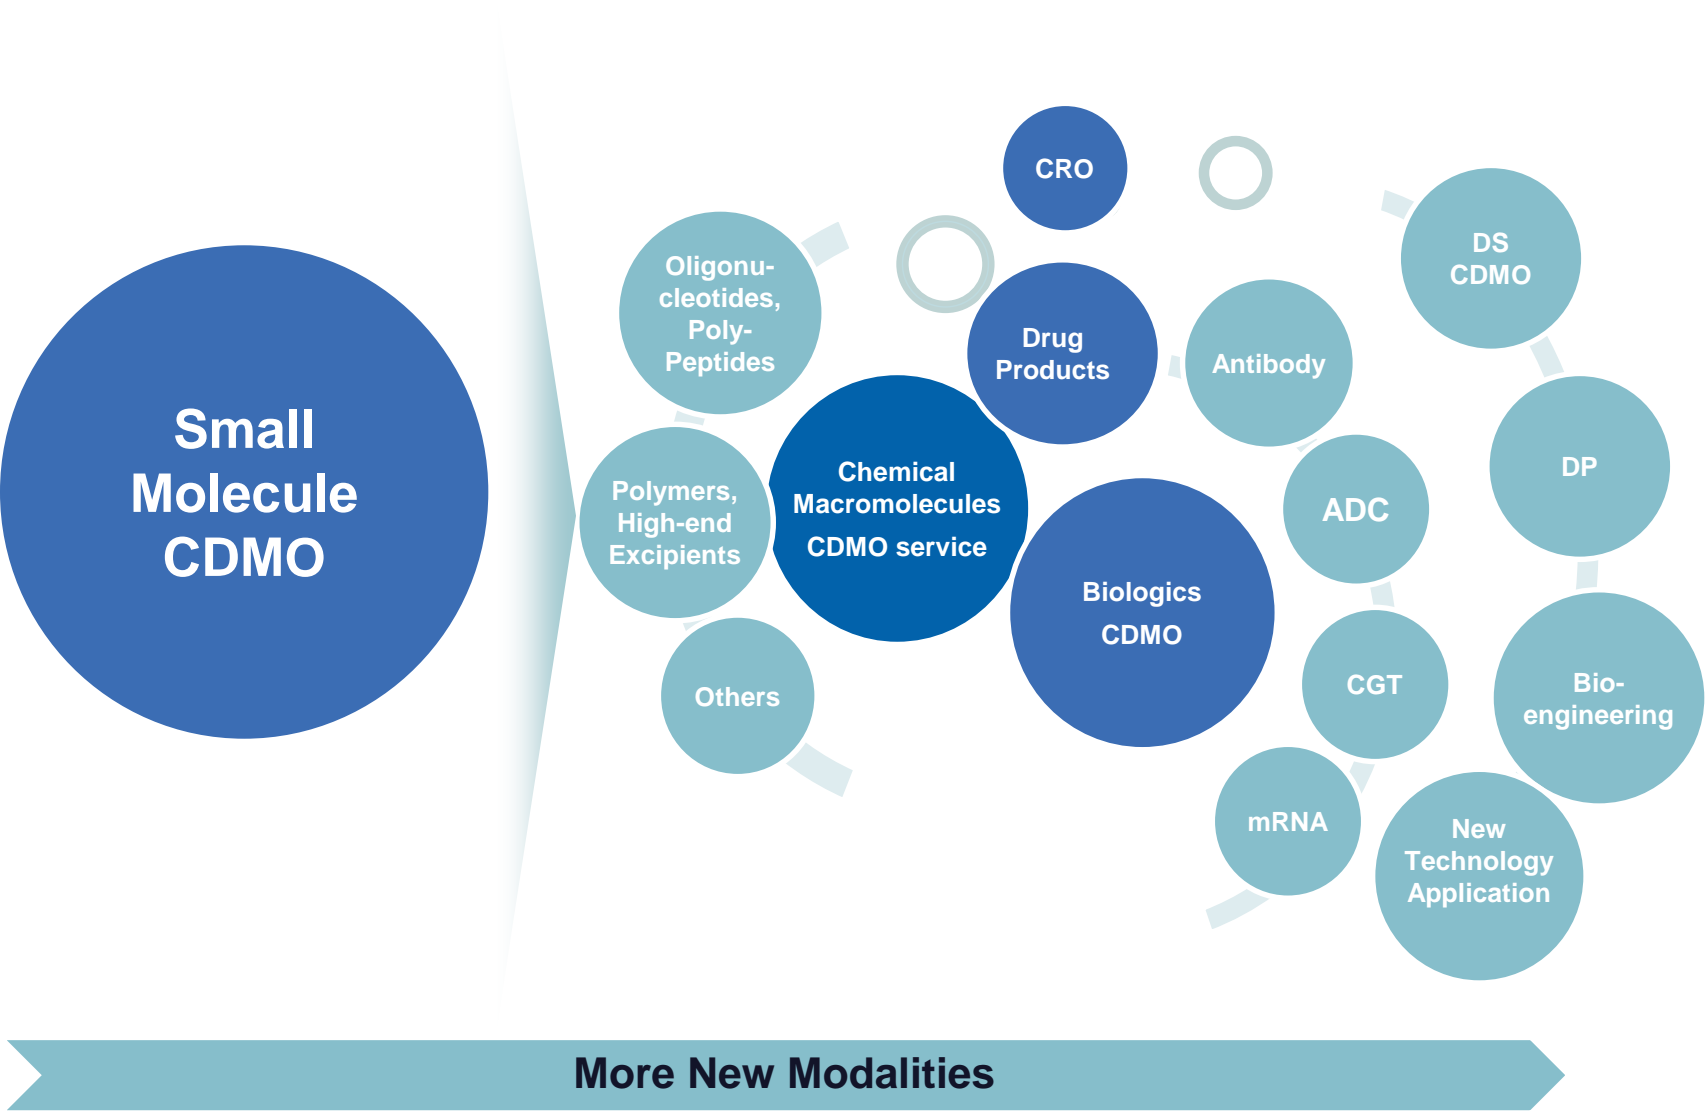 Small
Molecule
CDMO
Oligonu-
cleotides,
Poly-
Peptides
Polymers,
High-end
Excipients
Others
Chemical
Macromolecules
CDMO service
CRO
Drug
Products
Biologics
CDMO
Antibody
ADC
CGT
mRNA
DS
CDMO
DP
Bio-
engineering
New
Technology
Application
More New Modalities